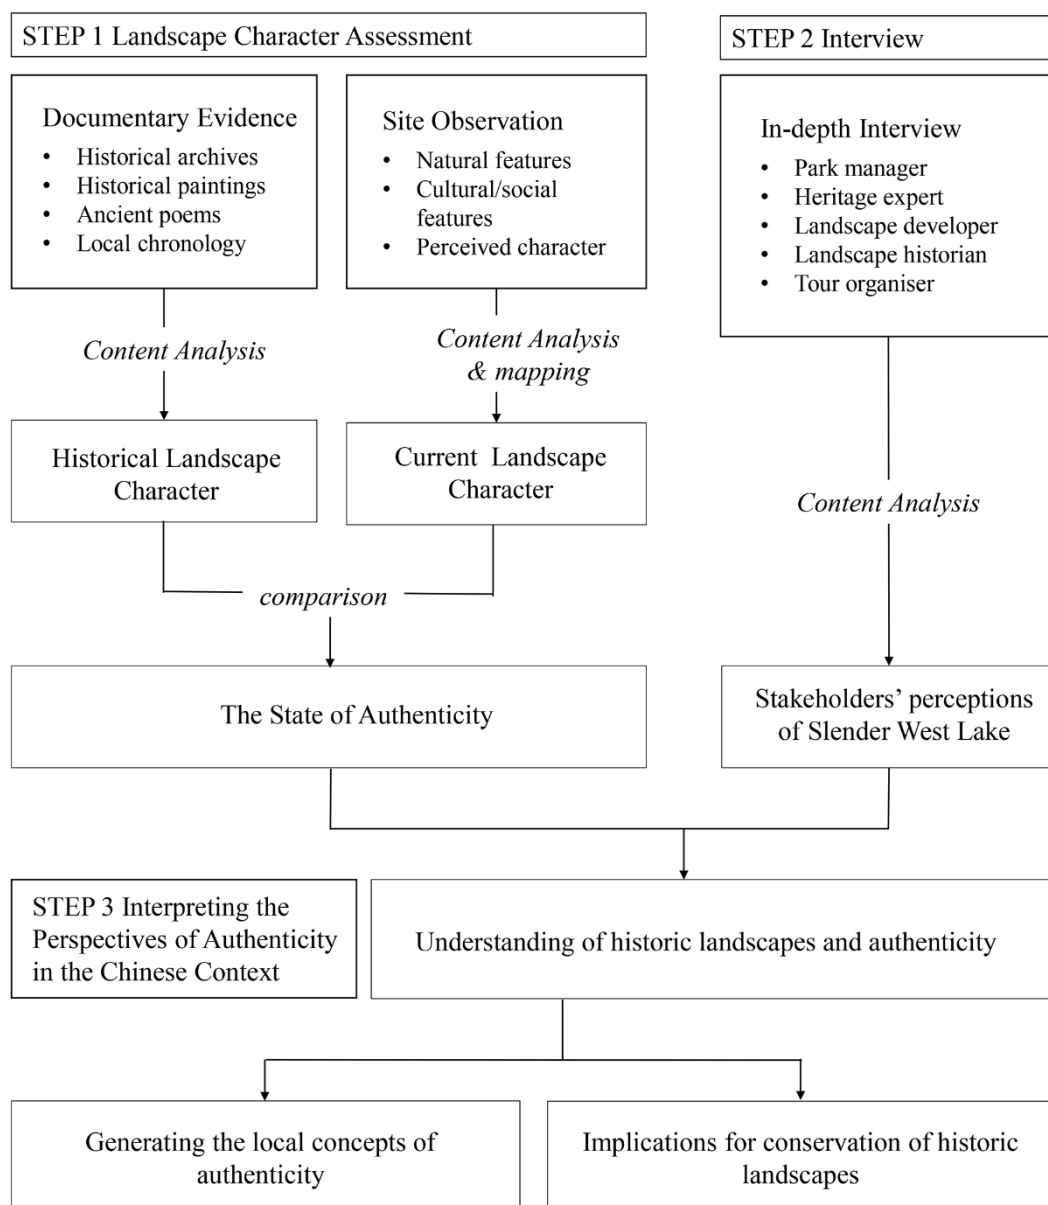 STEP 1 Landscape Character Assessment
STEP 2 Interview
Documentary Evidence
• Historical archives
• Historical paintings
• Ancient poems
• Local chronology
Site Observation
• Natural features
• Cultural/social
features
• Perceived character
In-depth Interview
• Park manager
• Heritage expert
• Landscape developer
• Landscape historian
• Tour organiser
Content Analysis
Content Analysis
& mapping
Historical Landscape
Character
Current Landscape
Character
Content Analysis
comparison
The State of Authenticity
Stakeholders’ perceptions
of Slender West Lake
STEP 3 Interpreting the
Perspectives of Authenticity
in the Chinese Context
Understanding of historic landscapes and authenticity
Generating the local concepts of
authenticity
Implications for conservation of historic
landscapes